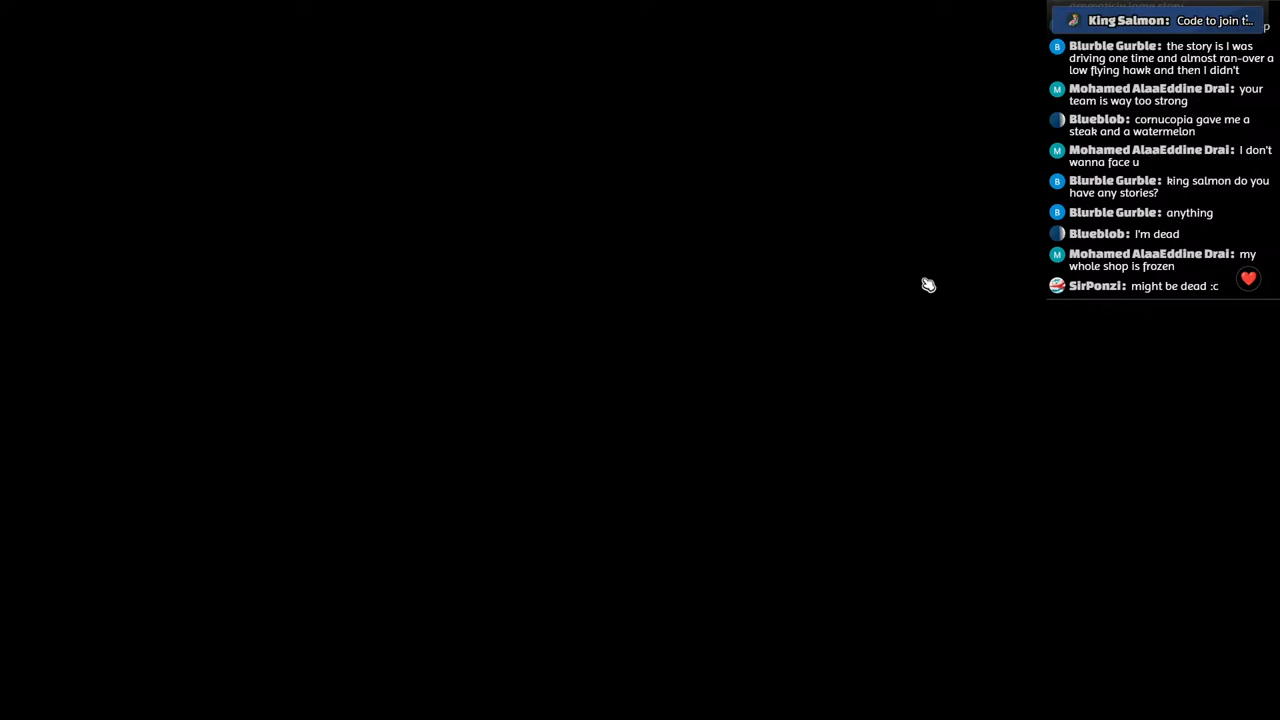 King Salmon: Code to join t...
p
Blurble Gurble: the story is I was
driving one time and almost ran-over a
low flying hawk and then I didn't
Mohamed AlaaEddine Drai: your
team is way too strong
Blueblob: cornucopia gave me a
steak and a watermelon
Mohamed AlaaEddine Drai: I don't
wanna face u
Blurble Gurble: king salmon do you
have any stories?
Blurble Gurble: anything
Blueblob: I'm dead
Mohamed AlaaEddine Drai: my
whole shop is frozen
SirPonzi: might be dead :c